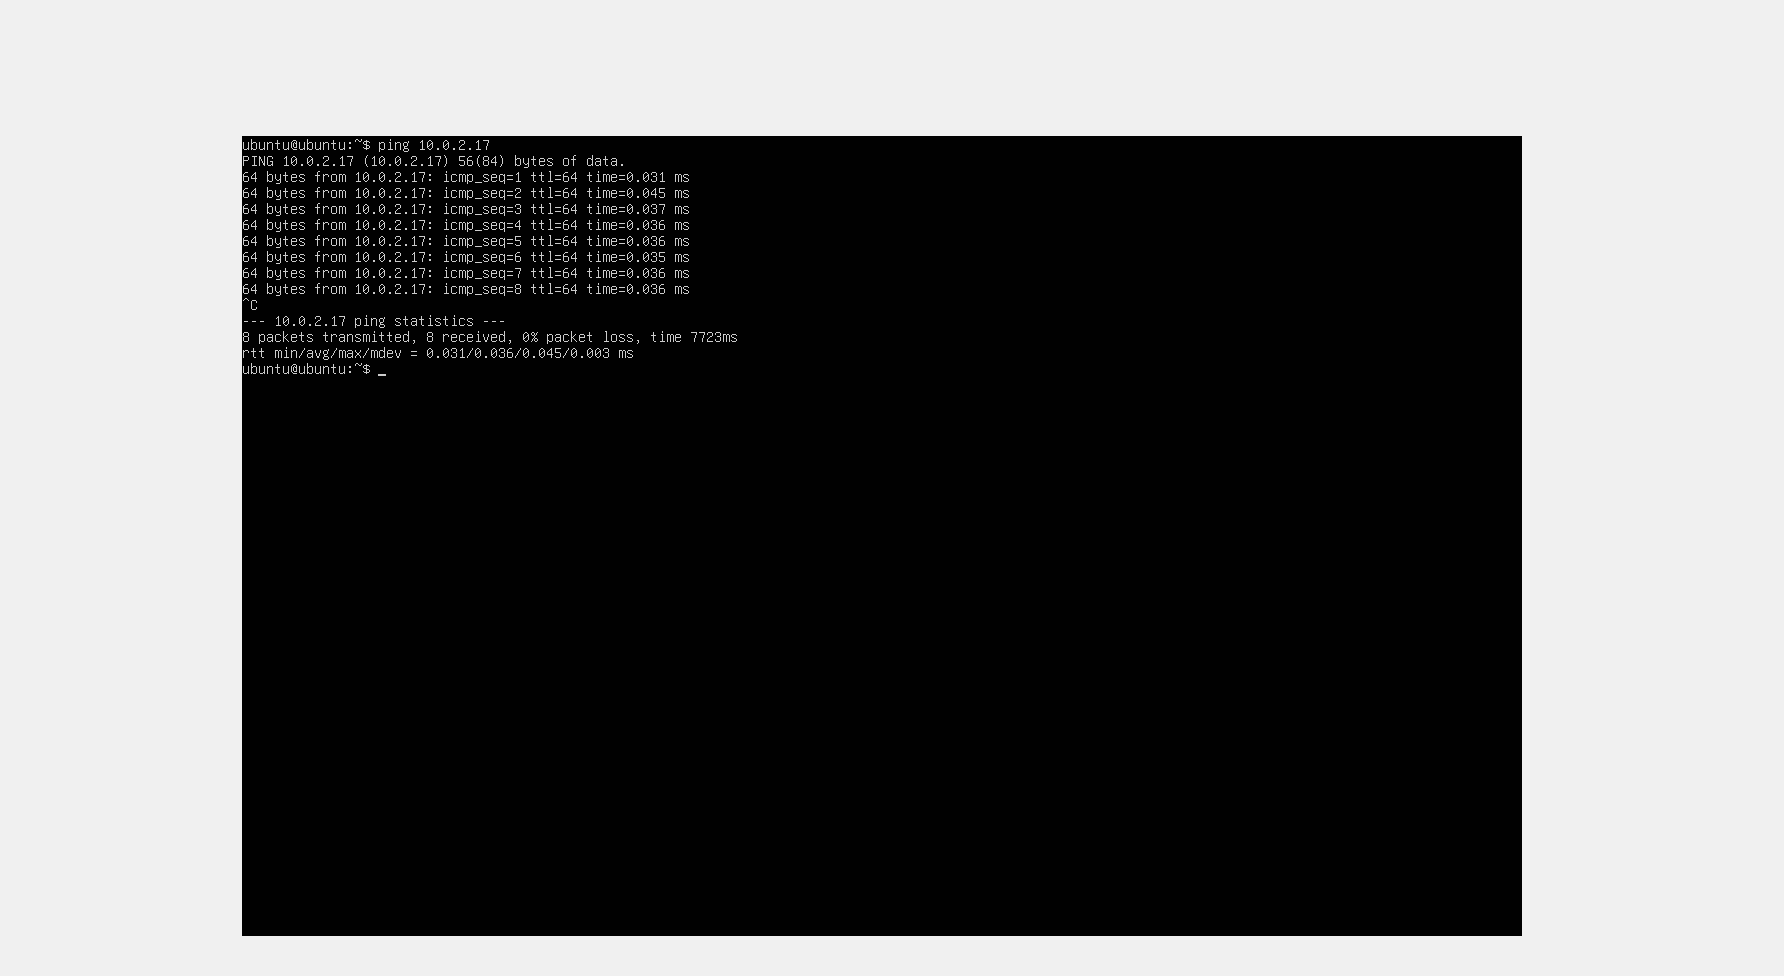 ubuntu@ubuntu:~$ ping 10.0.2.17
PING 10.0.2.17 (10.0.2.17) 56(84) bytes of data.
64 bytes from 10.0.2.17: icmp_seq=1 ttl=64 time=0.031 ms
64 bytes from 10.0.2.17: icmp_seq=2 ttl=64 time=0.045 ms
64 bytes from 10.0.2.17: icmp_seq=3 ttl=64 time=0.037 ms
64 bytes from 10.0.2.17: icmp_seq=4 ttl=64 time=0.036 ms
64 bytes from 10.0.2.17: icmp_seq=5 ttl=64 time=0.036 ms
64 bytes from 10.0.2.17: icmp_seq=6 ttl=64 time=0.035 ms
64 bytes from 10.0.2.17: icmp_seq=7 ttl=64 time=0.036 ms
64 bytes from 10.0.2.17: icmp_seq=8 ttl=64 time=0.036 ms
^C
--- 10.0.2.17 ping statistics ---
8 packets transmitted, 8 received, 0% packet loss, time 7723ms
rtt min/avg/max/mdev = 0.031/0.036/0.045/0.003 ms
ubuntu@ubuntu:~$ _